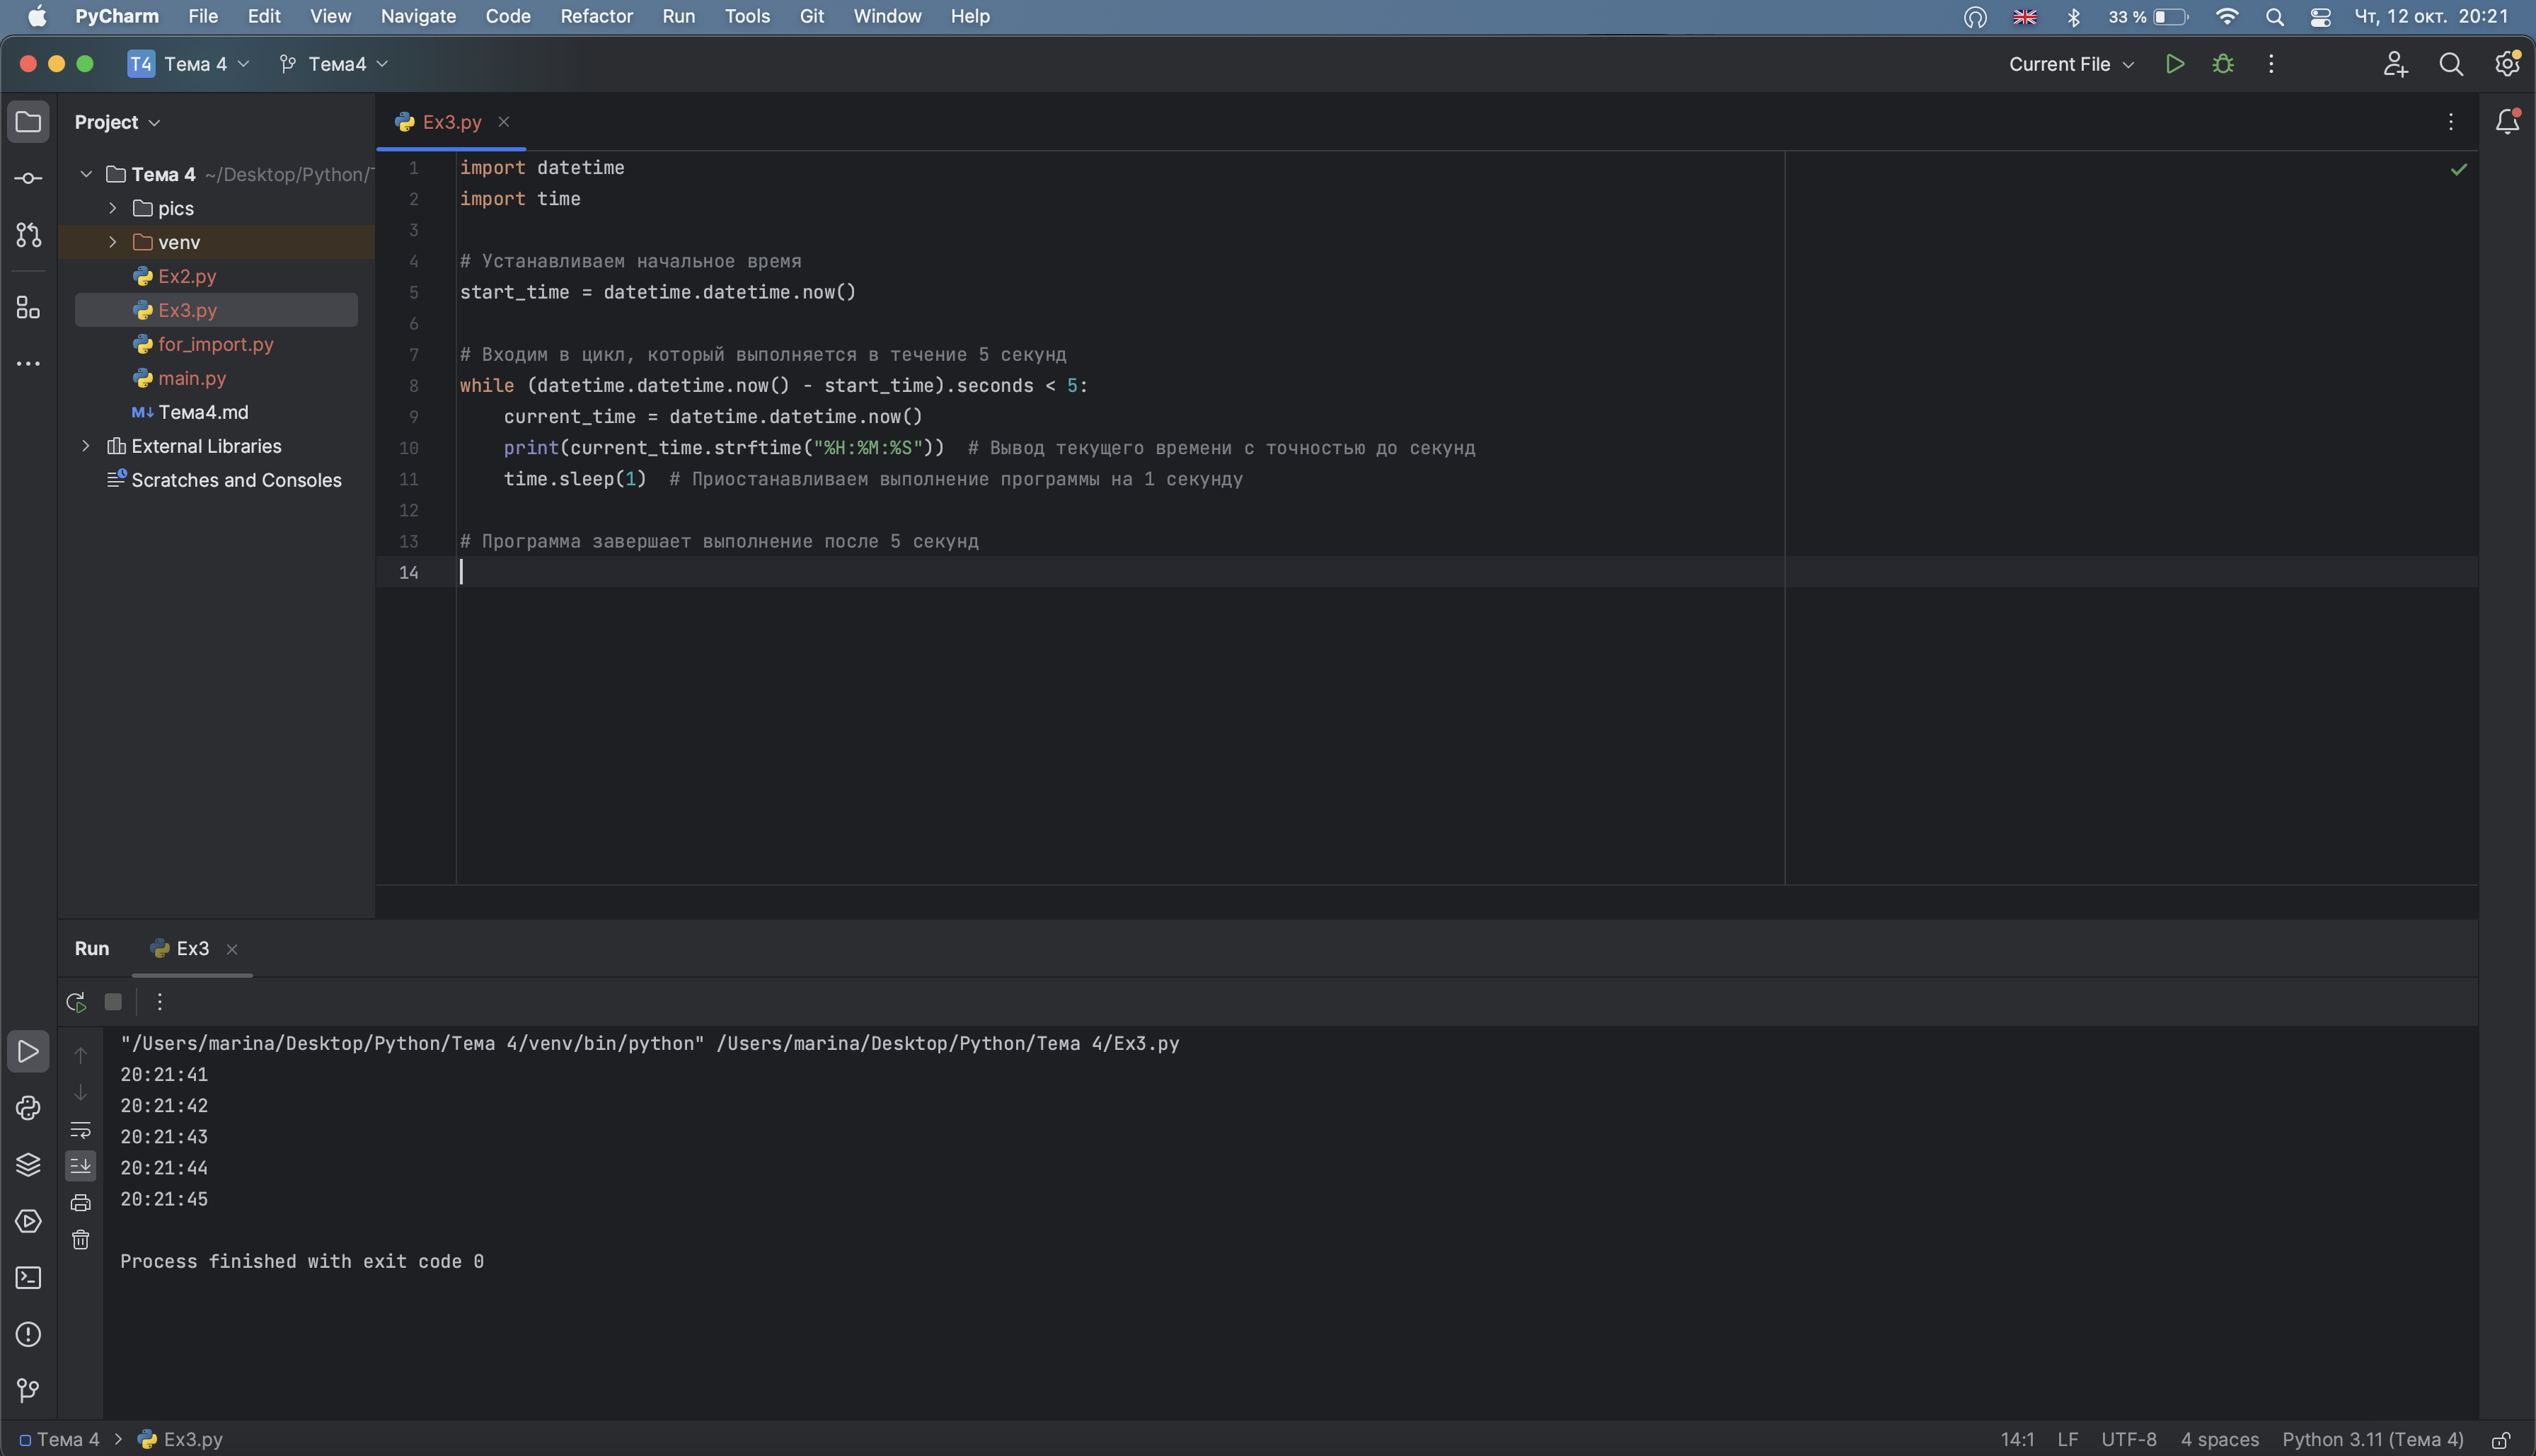 PyCharm File Edit View Navigate Code Refactor Run Tools Git Window Help 33 % Чт, 12 окт. 20:21
T4 Тема 4 Тема4 Current File
Project
Тема 4 ~/Desktop/Python/T
pics
venv
Ex2.py
Ex3.py
for_import.py
main.py
M↓ Тема4.md
External Libraries
Scratches and Consoles
Ex3.py
1 import datetime
2 import time
3
4 # Устанавливаем начальное время
5 start_time = datetime.datetime.now()
6
7 # Входим в цикл, который выполняется в течение 5 секунд
8 while (datetime.datetime.now() - start_time).seconds < 5:
9     current_time = datetime.datetime.now()
10     print(current_time.strftime("%H:%M:%S"))  # Вывод текущего времени с точностью до секунд
11     time.sleep(1)  # Приостанавливаем выполнение программы на 1 секунду
12
13 # Программа завершает выполнение после 5 секунд
14
Run Ex3
"/Users/marina/Desktop/Python/Тема 4/venv/bin/python" /Users/marina/Desktop/Python/Тема 4/Ex3.py
20:21:41
20:21:42
20:21:43
20:21:44
20:21:45
Process finished with exit code 0
Тема 4 > Ex3.py 14:1 LF UTF-8 4 spaces Python 3.11 (Тема 4)